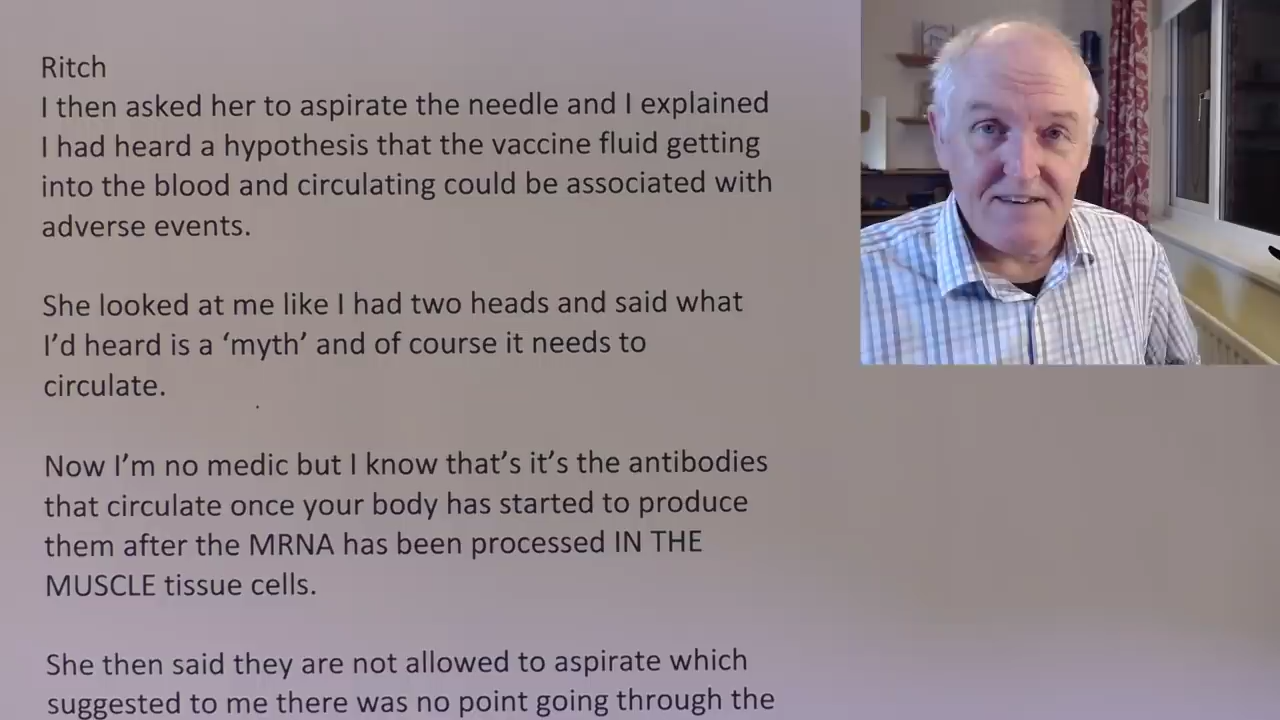 Ritch
I then asked her to aspirate the needle and I explained
I had heard a hypothesis that the vaccine fluid getting
into the blood and circulating could be associated with
adverse events.
She looked at me like I had two heads and said what
I'd heard is a ‘myth’ and of course it needs to
circulate.
Now I'm no medic but I know that's it's the antibodies
that circulate once your body has started to produce
them after the MRNA has been processed IN THE
MUSCLE tissue cells.
She then said they are not allowed to aspirate which
suggested to me there was no point going through the